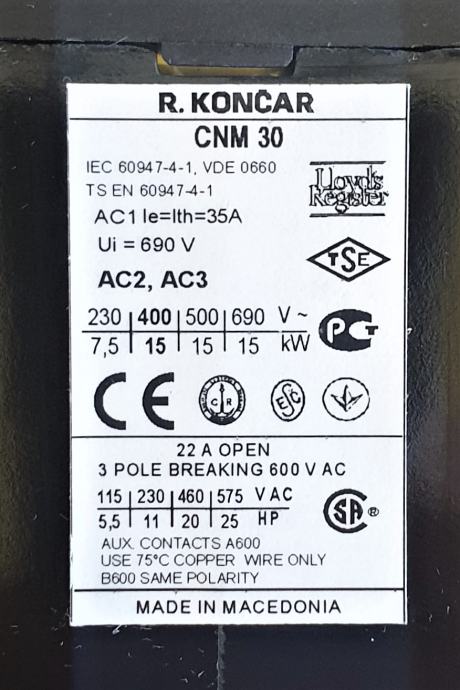 R. KONČAR
CNM 30
IEC 60947-4-1, VDE 0660
TS EN 60947-4-1
Lloyd's
Register
AC1 Ie=Ith=35A
Ui = 690 V
TSE
AC2, AC3
230 | 400 | 500 | 690 V ~
7,5 | 15 | 15 | 15 kW
PCT
CE
C R
ESC
22 A OPEN
3 POLE BREAKING 600 V AC
115 | 230 | 460 | 575 V AC
5,5 | 11 | 20 | 25 HP
SA ®
AUX. CONTACTS A600
USE 75°C COPPER WIRE ONLY
B600 SAME POLARITY
MADE IN MACEDONIA